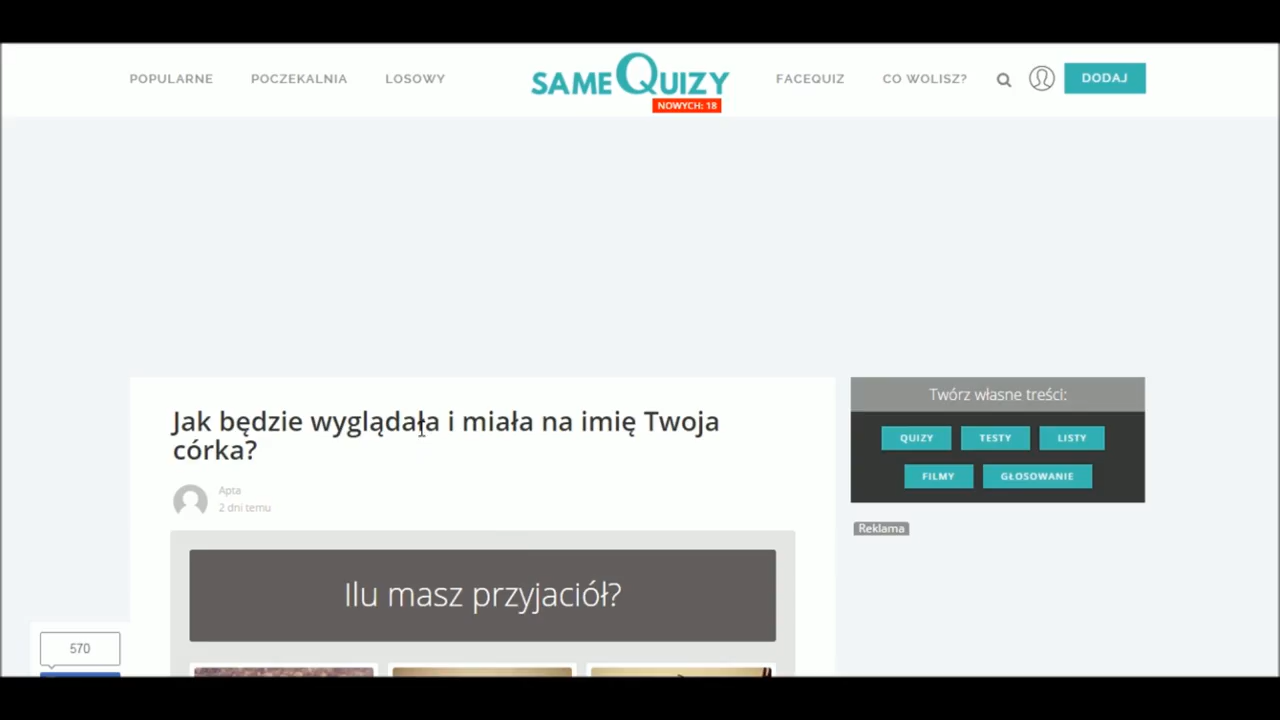 POPULARNE
POCZEKALNIA
LOSOWY
SAMEQUIZY
NOWYCH: 18
FACEQUIZ
CO WOLISZ?
DODAJ
Jak będzie wyglądała i miała na imię Twoja
córka?
Apta
2 dni temu
Ilu masz przyjaciół?
570
Twórz własne treści:
QUIZY
TESTY
LISTY
FILMY
GŁOSOWANIE
Reklama